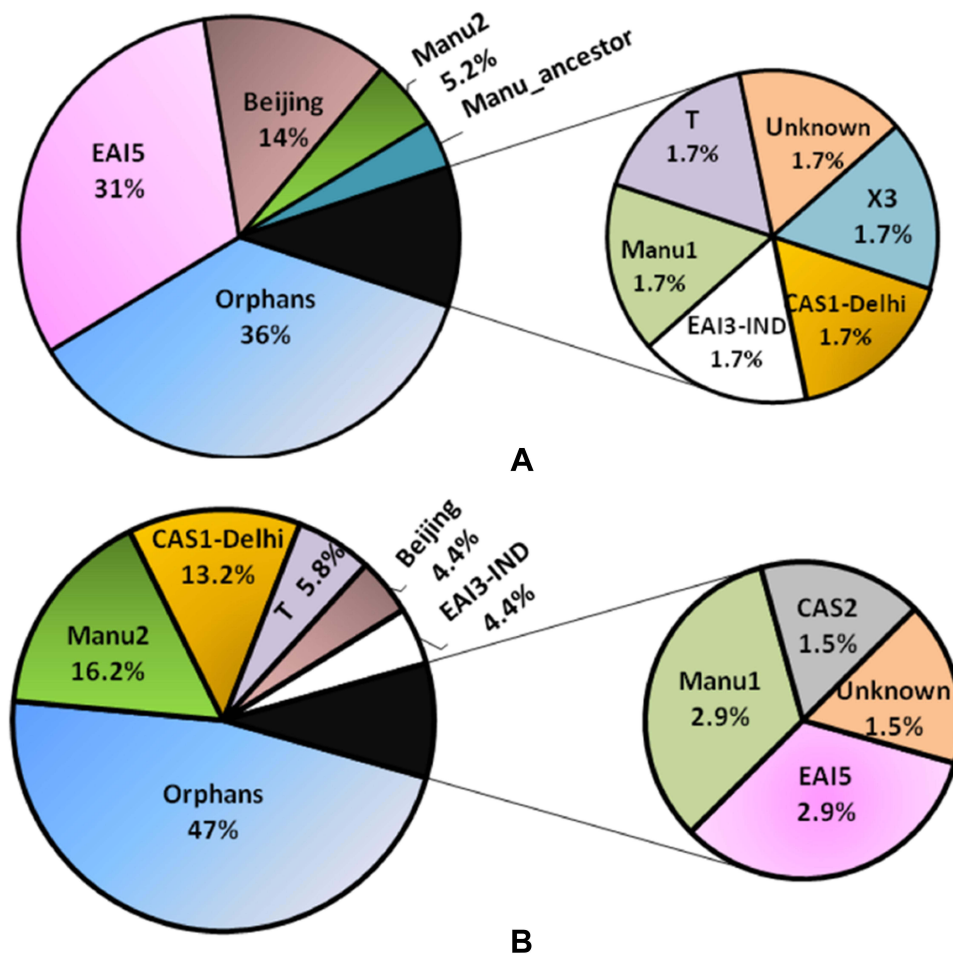 Manu2
5.2%
Manu_ancestor
Beijing
14%
EAI5
31%
Orphans
36%
T
1.7%
Unknown
1.7%
X3
1.7%
Manu1
1.7%
EAI3-IND
1.7%
CAS1-Delhi
1.7%
A
CAS1-Delhi
13.2%
T 5.8%
Beijing
4.4%
EAI3-IND
4.4%
Manu2
16.2%
Orphans
47%
CAS2
1.5%
Manu1
2.9%
Unknown
1.5%
EAI5
2.9%
B